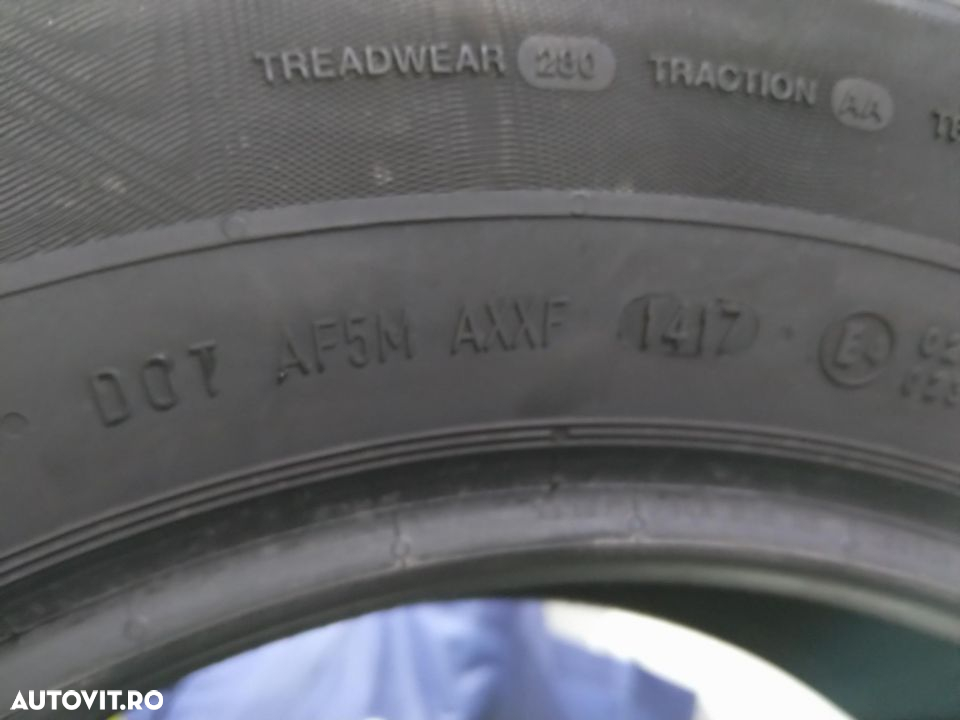 TREADWEAR 280 TRACTION AA
DOT AF5M AXXF 1417
AUTOVIT.RO